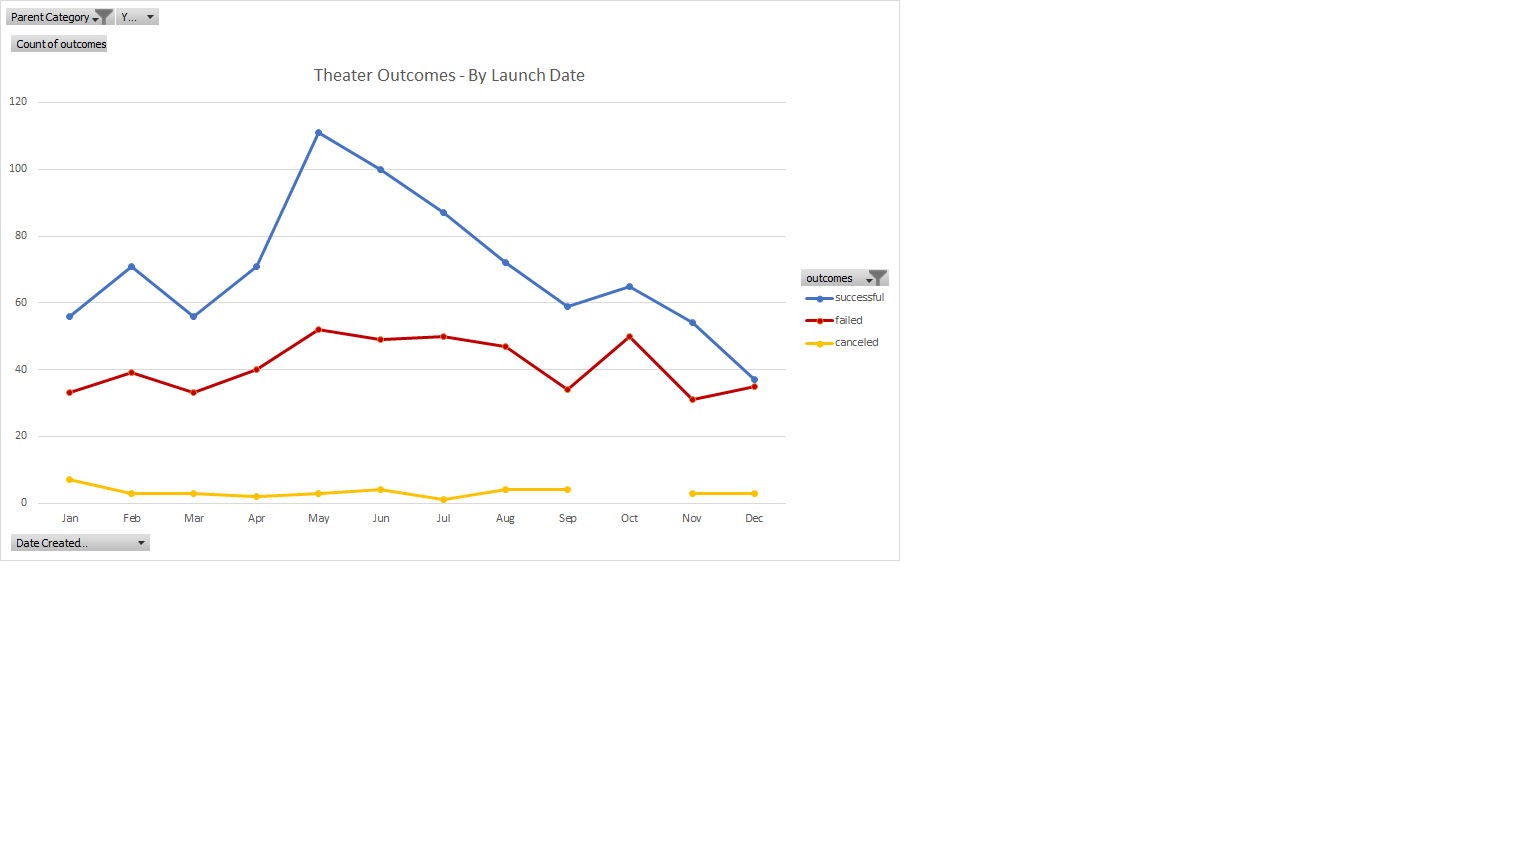 Parent Category Y...
Count of outcomes
Theater Outcomes - By Launch Date
120
100
80
60
40
20
0
Jan Feb Mar Apr May Jun Jul Aug Sep Oct Nov Dec
outcomes
successful
failed
canceled
Date Created...